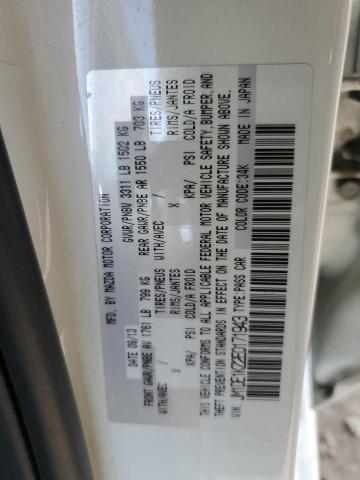 MFD. BY MAZDA MOTOR CORPORATION
DATE 09/13 GVWR/PNBV 3311 LB 1502 KG
FRONT GAWR/PNBE AV 1761 LB 799 KG REAR GAWR/PNBE AR 1550 LB 703 KG
WITH/AVEC / TIRES/PNEUS WITH/AVEC / TIRES/PNEUS
X RIMS/JANTES X RIMS/JANTES
KPA/ PSI COLD/A FROID KPA/ PSI COLD/A FROID
THIS VEHICLE CONFORMS TO ALL APPLICABLE FEDERAL MOTOR VEHICLE SAFETY, BUMPER, AND
THEFT PREVENTION STANDARDS IN EFFECT ON THE DATE OF MANUFACTURE SHOWN ABOVE.
VIN: TYPE:PASS CAR COLOR CODE:34K MADE IN JAPAN